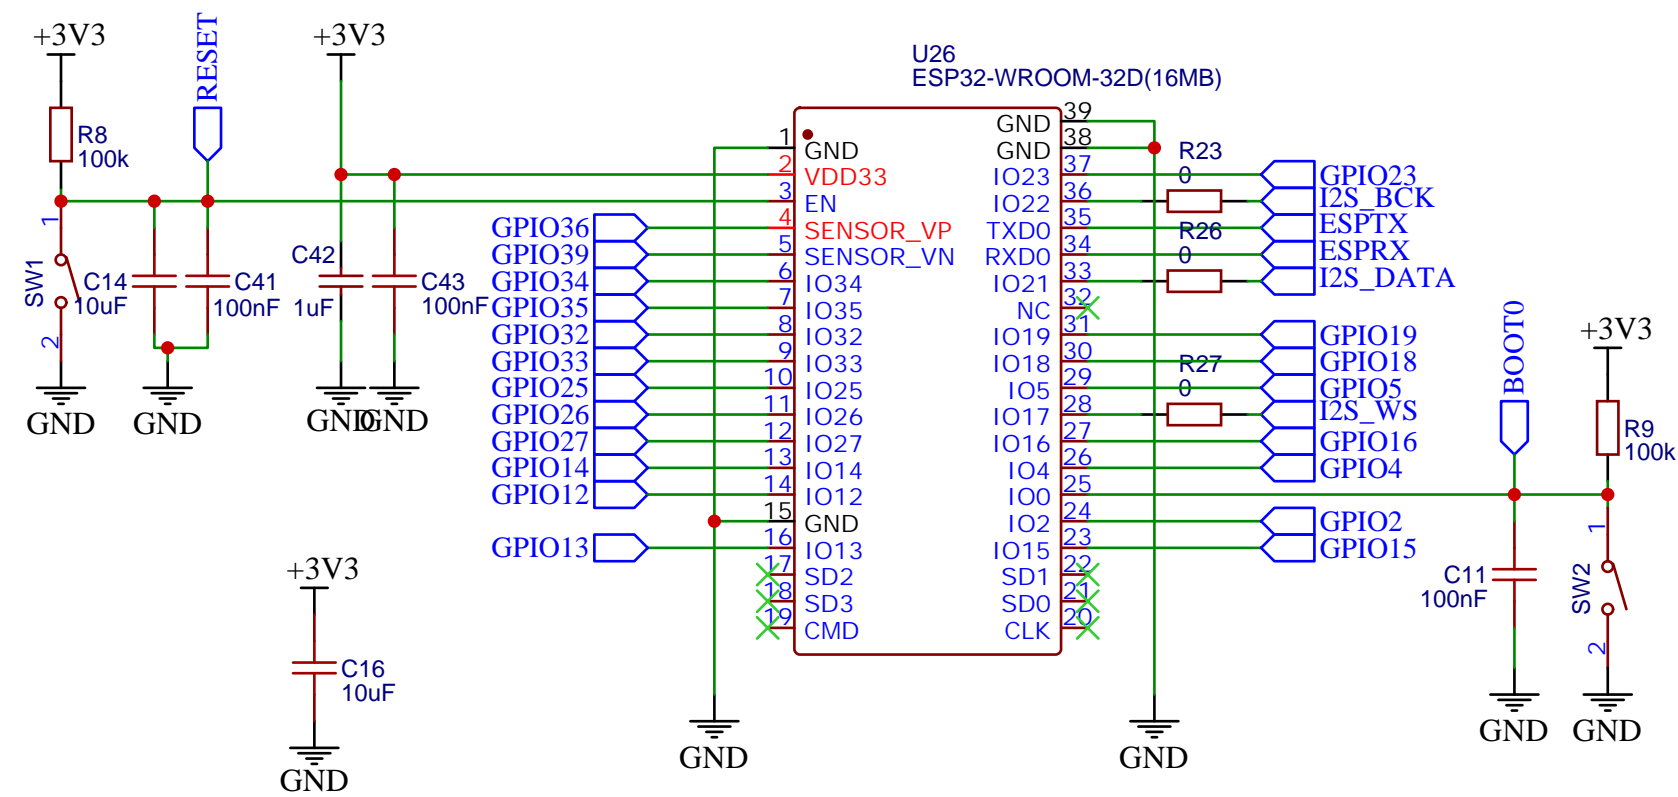 +3V3
RESET
+3V3
R8
100k
1
SW1
2
C14
10uF
C41
100nF
GND
GND
C42
1uF
C43
100nF
GND
GND
+3V3
C16
10uF
GND
U26
ESP32-WROOM-32D(16MB)
1 GND
2 VDD33
3 EN
GPIO36 4 SENSOR_VP
GPIO39 5 SENSOR_VN
GPIO34 6 IO34
GPIO35 7 IO35
GPIO32 8 IO32
GPIO33 9 IO33
GPIO25 10 IO25
GPIO26 11 IO26
GPIO27 12 IO27
GPIO14 13 IO14
GPIO12 14 IO12
15 GND
GPIO13 16 IO13
17 SD2
18 SD3
19 CMD
GND
GND 39
GND 38
IO23 37 GPIO23
IO22 36 R23 0 I2S_BCK
TXD0 35 ESPTX
RXD0 34 ESPRX
IO21 33 R26 0 I2S_DATA
NC 32
IO19 31 GPIO19
IO18 30 GPIO18
IO5 29 GPIO5
IO17 28 R27 0 I2S_WS
IO16 27 GPIO16
IO4 26 GPIO4
IO0 25
IO2 24 GPIO2
IO15 23 GPIO15
SD1 22
SD0 21
CLK 20
GND
BOOT0
+3V3
R9
100k
C11
100nF
1
SW2
2
GND
GND